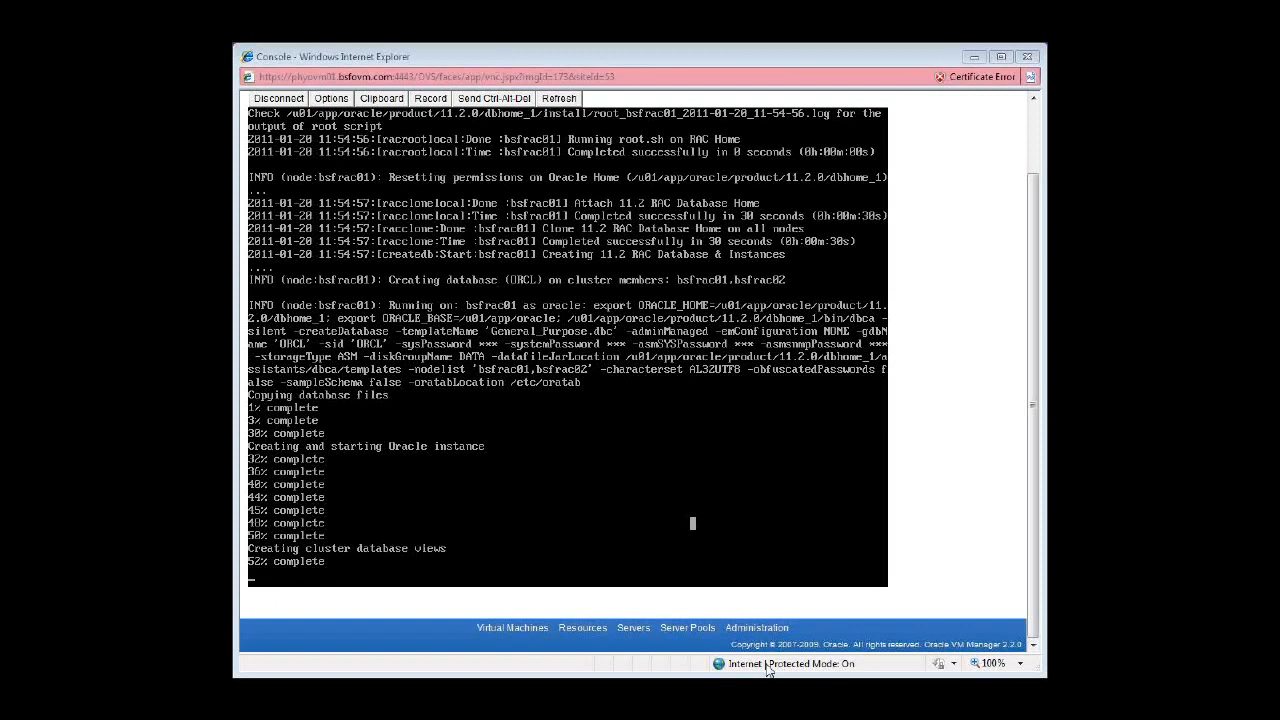 Console - Windows Internet Explorer
https://phyovm01.bsfovm.com:4443/OVS/faces/app/vnc.jspx?imgId=173&siteId=53 Certificate Error
Disconnect Options Clipboard Record Send Ctrl-Alt-Del Refresh
Check /u01/app/oracle/product/11.2.0/dbhome_1/install/root_bsfrac01_2011-01-20_11-54-56.log for the
output of root script
2011-01-20 11:54:56:[racrootlocal:Done :bsfrac01] Running root.sh on RAC Home
2011-01-20 11:54:56:[racrootlocal:Time :bsfrac01] Completed successfully in 0 seconds (0h:00m:00s)
INFO (node:bsfrac01): Resetting permissions on Oracle Home (/u01/app/oracle/product/11.2.0/dbhome_1)
...
2011-01-20 11:54:57:[racclonelocal:Done :bsfrac01] Attach 11.2 RAC Database Home
2011-01-20 11:54:57:[racclonelocal:Time :bsfrac01] Completed successfully in 30 seconds (0h:00m:30s)
2011-01-20 11:54:57:[racclone:Done :bsfrac01] Clone 11.2 RAC Database Home on all nodes
2011-01-20 11:54:57:[racclone:Time :bsfrac01] Completed successfully in 30 seconds (0h:00m:30s)
2011-01-20 11:54:57:[createdb:Start:bsfrac01] Creating 11.2 RAC Database & Instances
....
INFO (node:bsfrac01): Creating database (ORCL) on cluster members: bsfrac01,bsfrac02
INFO (node:bsfrac01): Running on: bsfrac01 as oracle: export ORACLE_HOME=/u01/app/oracle/product/11.
2.0/dbhome_1; export ORACLE_BASE=/u01/app/oracle; /u01/app/oracle/product/11.2.0/dbhome_1/bin/dbca -
silent -createDatabase -templateName 'General_Purpose.dbc' -adminManaged -emConfiguration NONE -gdbN
ame 'ORCL' -sid 'ORCL' -sysPassword *** -systemPassword *** -asmSYSPassword *** -asmsnmpPassword ***
-storageType ASM -diskGroupName DATA -datafileJarLocation /u01/app/oracle/product/11.2.0/dbhome_1/a
ssistants/dbca/templates -nodelist 'bsfrac01,bsfrac02' -characterset AL32UTF8 -obfuscatedPasswords f
alse -sampleSchema false -oratabLocation /etc/oratab
Copying database files
1% complete
3% complete
30% complete
Creating and starting Oracle instance
32% complete
36% complete
40% complete
44% complete
45% complete
48% complete
50% complete
Creating cluster database views
52% complete
_
Virtual Machines Resources Servers Server Pools Administration
Copyright © 2007-2009. Oracle. All rights reserved. Oracle VM Manager 2.2.0
Internet | Protected Mode: On 100%